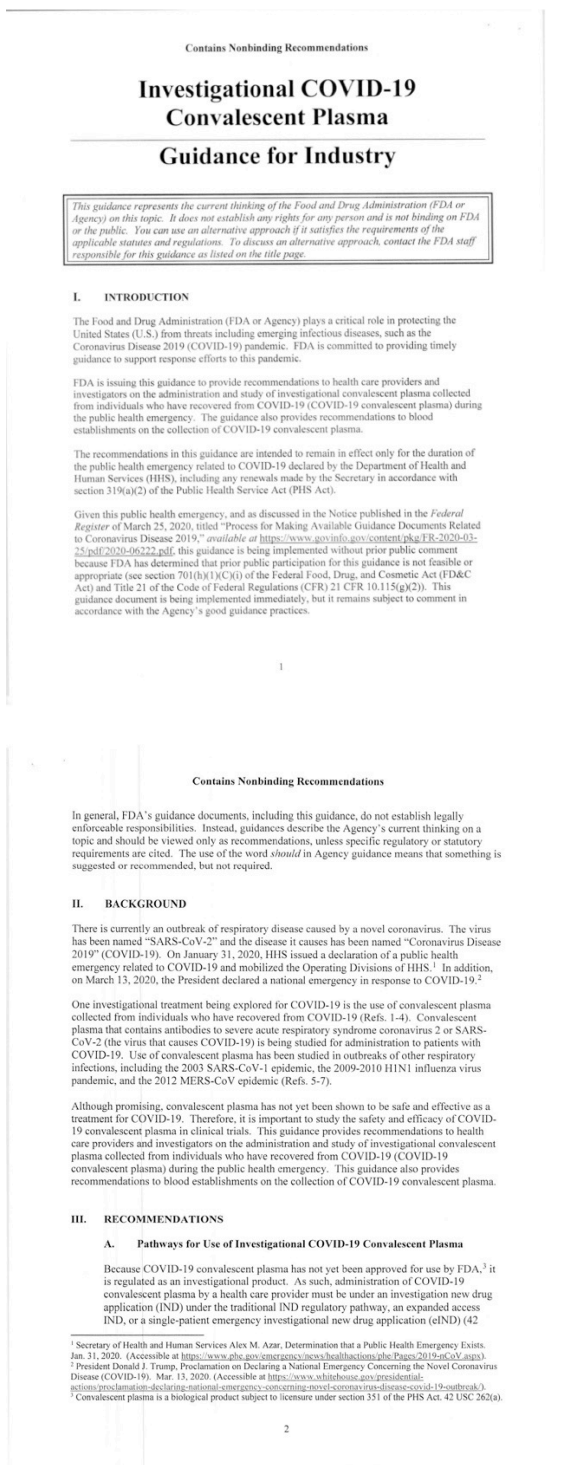 Contains Nonbinding Recommendations
Investigational COVID-19
Convalescent Plasma
Guidance for Industry
This guidance represents the current thinking of the Food and Drug Administration (FDA or
Agency) on this topic.  It does not establish any rights for any person and is not binding on FDA
or the public.  You can use an alternative approach if it satisfies the requirements of the
applicable statutes and regulations.  To discuss an alternative approach, contact the FDA staff
responsible for this guidance as listed on the title page.
I. INTRODUCTION
The Food and Drug Administration (FDA or Agency) plays a critical role in protecting the
United States (U.S.) from threats including emerging infectious diseases, such as the
Coronavirus Disease 2019 (COVID-19) pandemic.  FDA is committed to providing timely
guidance to support response efforts to this pandemic.
FDA is issuing this guidance to provide recommendations to health care providers and
investigators on the administration and study of investigational convalescent plasma collected
from individuals who have recovered from COVID-19 (COVID-19 convalescent plasma) during
the public health emergency.  The guidance also provides recommendations to blood
establishments on the collection of COVID-19 convalescent plasma.
The recommendations in this guidance are intended to remain in effect only for the duration of
the public health emergency related to COVID-19 declared by the Department of Health and
Human Services (HHS), including any renewals made by the Secretary in accordance with
section 319(a)(2) of the Public Health Service Act (PHS Act).
Given this public health emergency, and as discussed in the Notice published in the Federal
Register of March 25, 2020, titled “Process for Making Available Guidance Documents Related
to Coronavirus Disease 2019,” available at https://www.govinfo.gov/content/pkg/FR-2020-03-
25/pdf/2020-06222.pdf, this guidance is being implemented without prior public comment
because FDA has determined that prior public participation for this guidance is not feasible or
appropriate (see section 701(h)(1)(C)(i) of the Federal Food, Drug, and Cosmetic Act (FD&C
Act) and Title 21 of the Code of Federal Regulations (CFR) 21 CFR 10.115(g)(2)).  This
guidance document is being implemented immediately, but it remains subject to comment in
accordance with the Agency's good guidance practices.
1
Contains Nonbinding Recommendations
In general, FDA's guidance documents, including this guidance, do not establish legally
enforceable responsibilities.  Instead, guidances describe the Agency's current thinking on a
topic and should be viewed only as recommendations, unless specific regulatory or statutory
requirements are cited.  The use of the word should in Agency guidance means that something is
suggested or recommended, but not required.
II. BACKGROUND
There is currently an outbreak of respiratory disease caused by a novel coronavirus.  The virus
has been named “SARS-CoV-2” and the disease it causes has been named “Coronavirus Disease
2019” (COVID-19).  On January 31, 2020, HHS issued a declaration of a public health
emergency related to COVID-19 and mobilized the Operating Divisions of HHS.1  In addition,
on March 13, 2020, the President declared a national emergency in response to COVID-19.2
One investigational treatment being explored for COVID-19 is the use of convalescent plasma
collected from individuals who have recovered from COVID-19 (Refs. 1-4).  Convalescent
plasma that contains antibodies to severe acute respiratory syndrome coronavirus 2 or SARS-
CoV-2 (the virus that causes COVID-19) is being studied for administration to patients with
COVID-19.  Use of convalescent plasma has been studied in outbreaks of other respiratory
infections, including the 2003 SARS-CoV-1 epidemic, the 2009-2010 H1N1 influenza virus
pandemic, and the 2012 MERS-CoV epidemic (Refs. 5-7).
Although promising, convalescent plasma has not yet been shown to be safe and effective as a
treatment for COVID-19.  Therefore, it is important to study the safety and efficacy of COVID-
19 convalescent plasma in clinical trials.  This guidance provides recommendations to health
care providers and investigators on the administration and study of investigational convalescent
plasma collected from individuals who have recovered from COVID-19 (COVID-19
convalescent plasma) during the public health emergency.  This guidance also provides
recommendations to blood establishments on the collection of COVID-19 convalescent plasma.
III. RECOMMENDATIONS
A. Pathways for Use of Investigational COVID-19 Convalescent Plasma
Because COVID-19 convalescent plasma has not yet been approved for use by FDA,3 it
is regulated as an investigational product.  As such, administration of COVID-19
convalescent plasma by a health care provider must be under an investigation new drug
application (IND) under the traditional IND regulatory pathway, an expanded access
IND, or a single-patient emergency investigational new drug application (eIND) (42
1 Secretary of Health and Human Services Alex M. Azar, Determination that a Public Health Emergency Exists.
Jan. 31, 2020.  (Accessible at https://www.phe.gov/emergency/news/healthactions/phe/Pages/2019-nCoV.aspx).
2 President Donald J. Trump, Proclamation on Declaring a National Emergency Concerning the Novel Coronavirus
Disease (COVID-19).  Mar. 13, 2020. (Accessible at https://www.whitehouse.gov/presidential-
actions/proclamation-declaring-national-emergency-concerning-novel-coronavirus-disease-covid-19-outbreak/).
3 Convalescent plasma is a biological product subject to licensure under section 351 of the PHS Act. 42 USC 262(a).
2